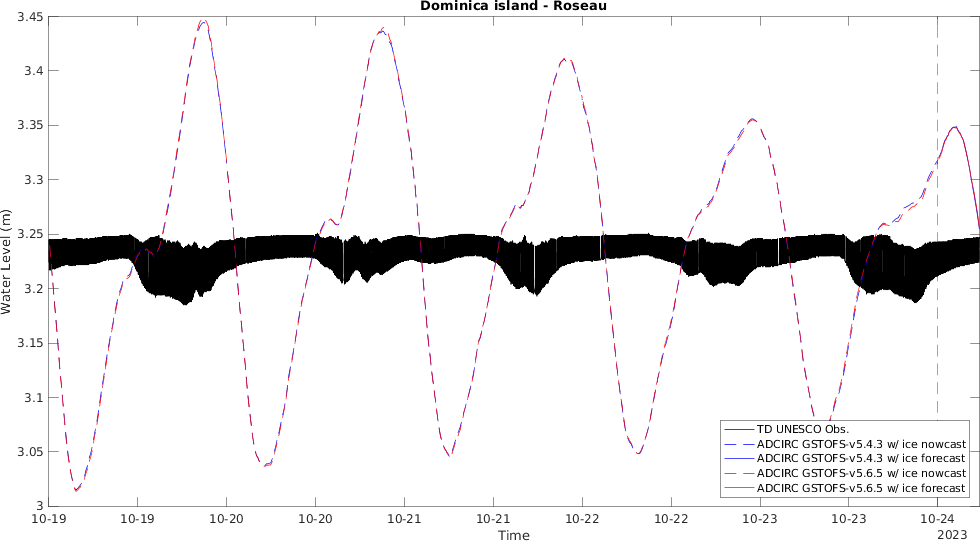 Dominica island - Roseau
3.45
3.4
3.35
3.3
3.25
3.2
3.15
3.1
3.05
3
Water Level (m)
10-19
10-19
10-20
10-20
10-21
10-21
10-22
10-22
10-23
10-23
10-24
Time
2023
TD UNESCO Obs.
ADCIRC GSTOFS-v5.4.3 w/ ice nowcast
ADCIRC GSTOFS-v5.4.3 w/ ice forecast
ADCIRC GSTOFS-v5.6.5 w/ ice nowcast
ADCIRC GSTOFS-v5.6.5 w/ ice forecast